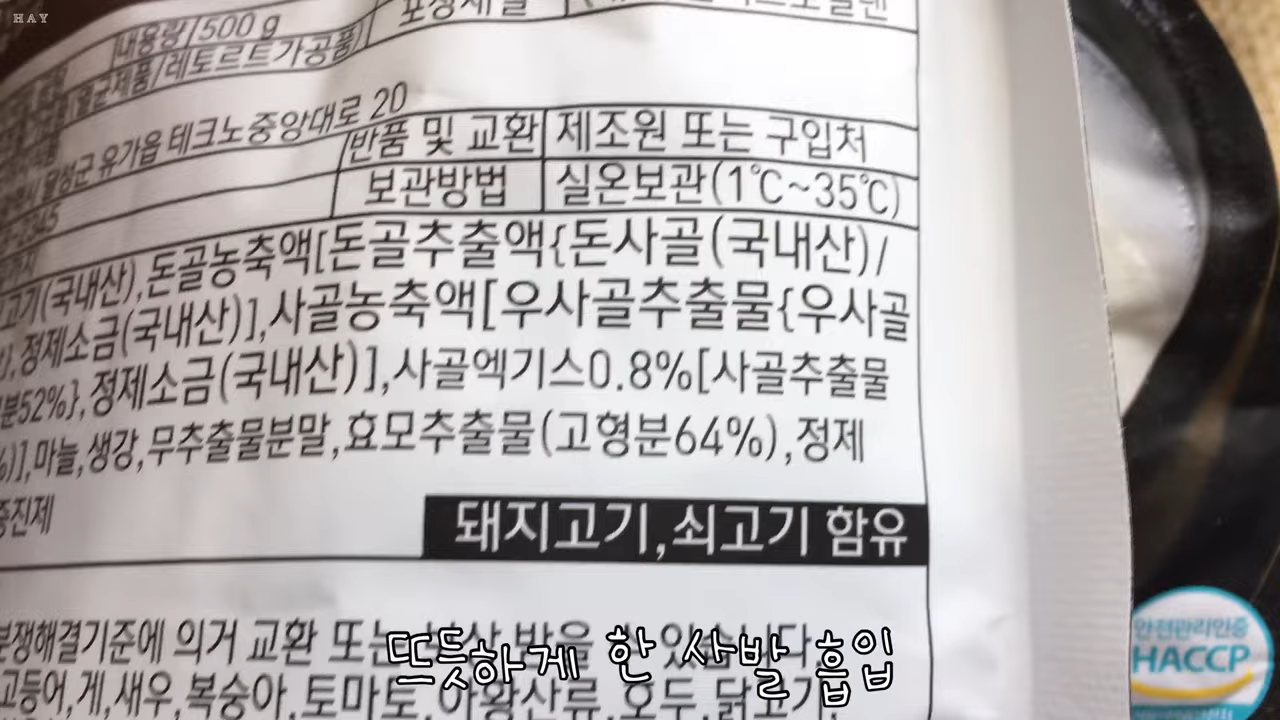 HAY
내용량 500 g
멸균제품/레토르트가공품)
달성군 유가읍 테크노중앙대로 20
반품 및 교환 제조원 또는 구입처
보관방법 실온보관(1℃~35℃)
고기(국내산),돈골농축액[돈골추출액{돈사골(국내산)/
,정제소금(국내산)],사골농축액[우사골추출물{우사골
분52%},정제소금(국내산)],사골엑기스0.8%[사골추출물
%)],마늘,생강,무추출물분말,효모추출물(고형분64%),정제
증진제
돼지고기,쇠고기 함유
분쟁해결기준에 의거 교환 또는
뜨듯하게 한 사발 흡입
고등어,게,새우,복숭아,토마토,아황산류,호두,닭고기,
안전관리인증
HACCP